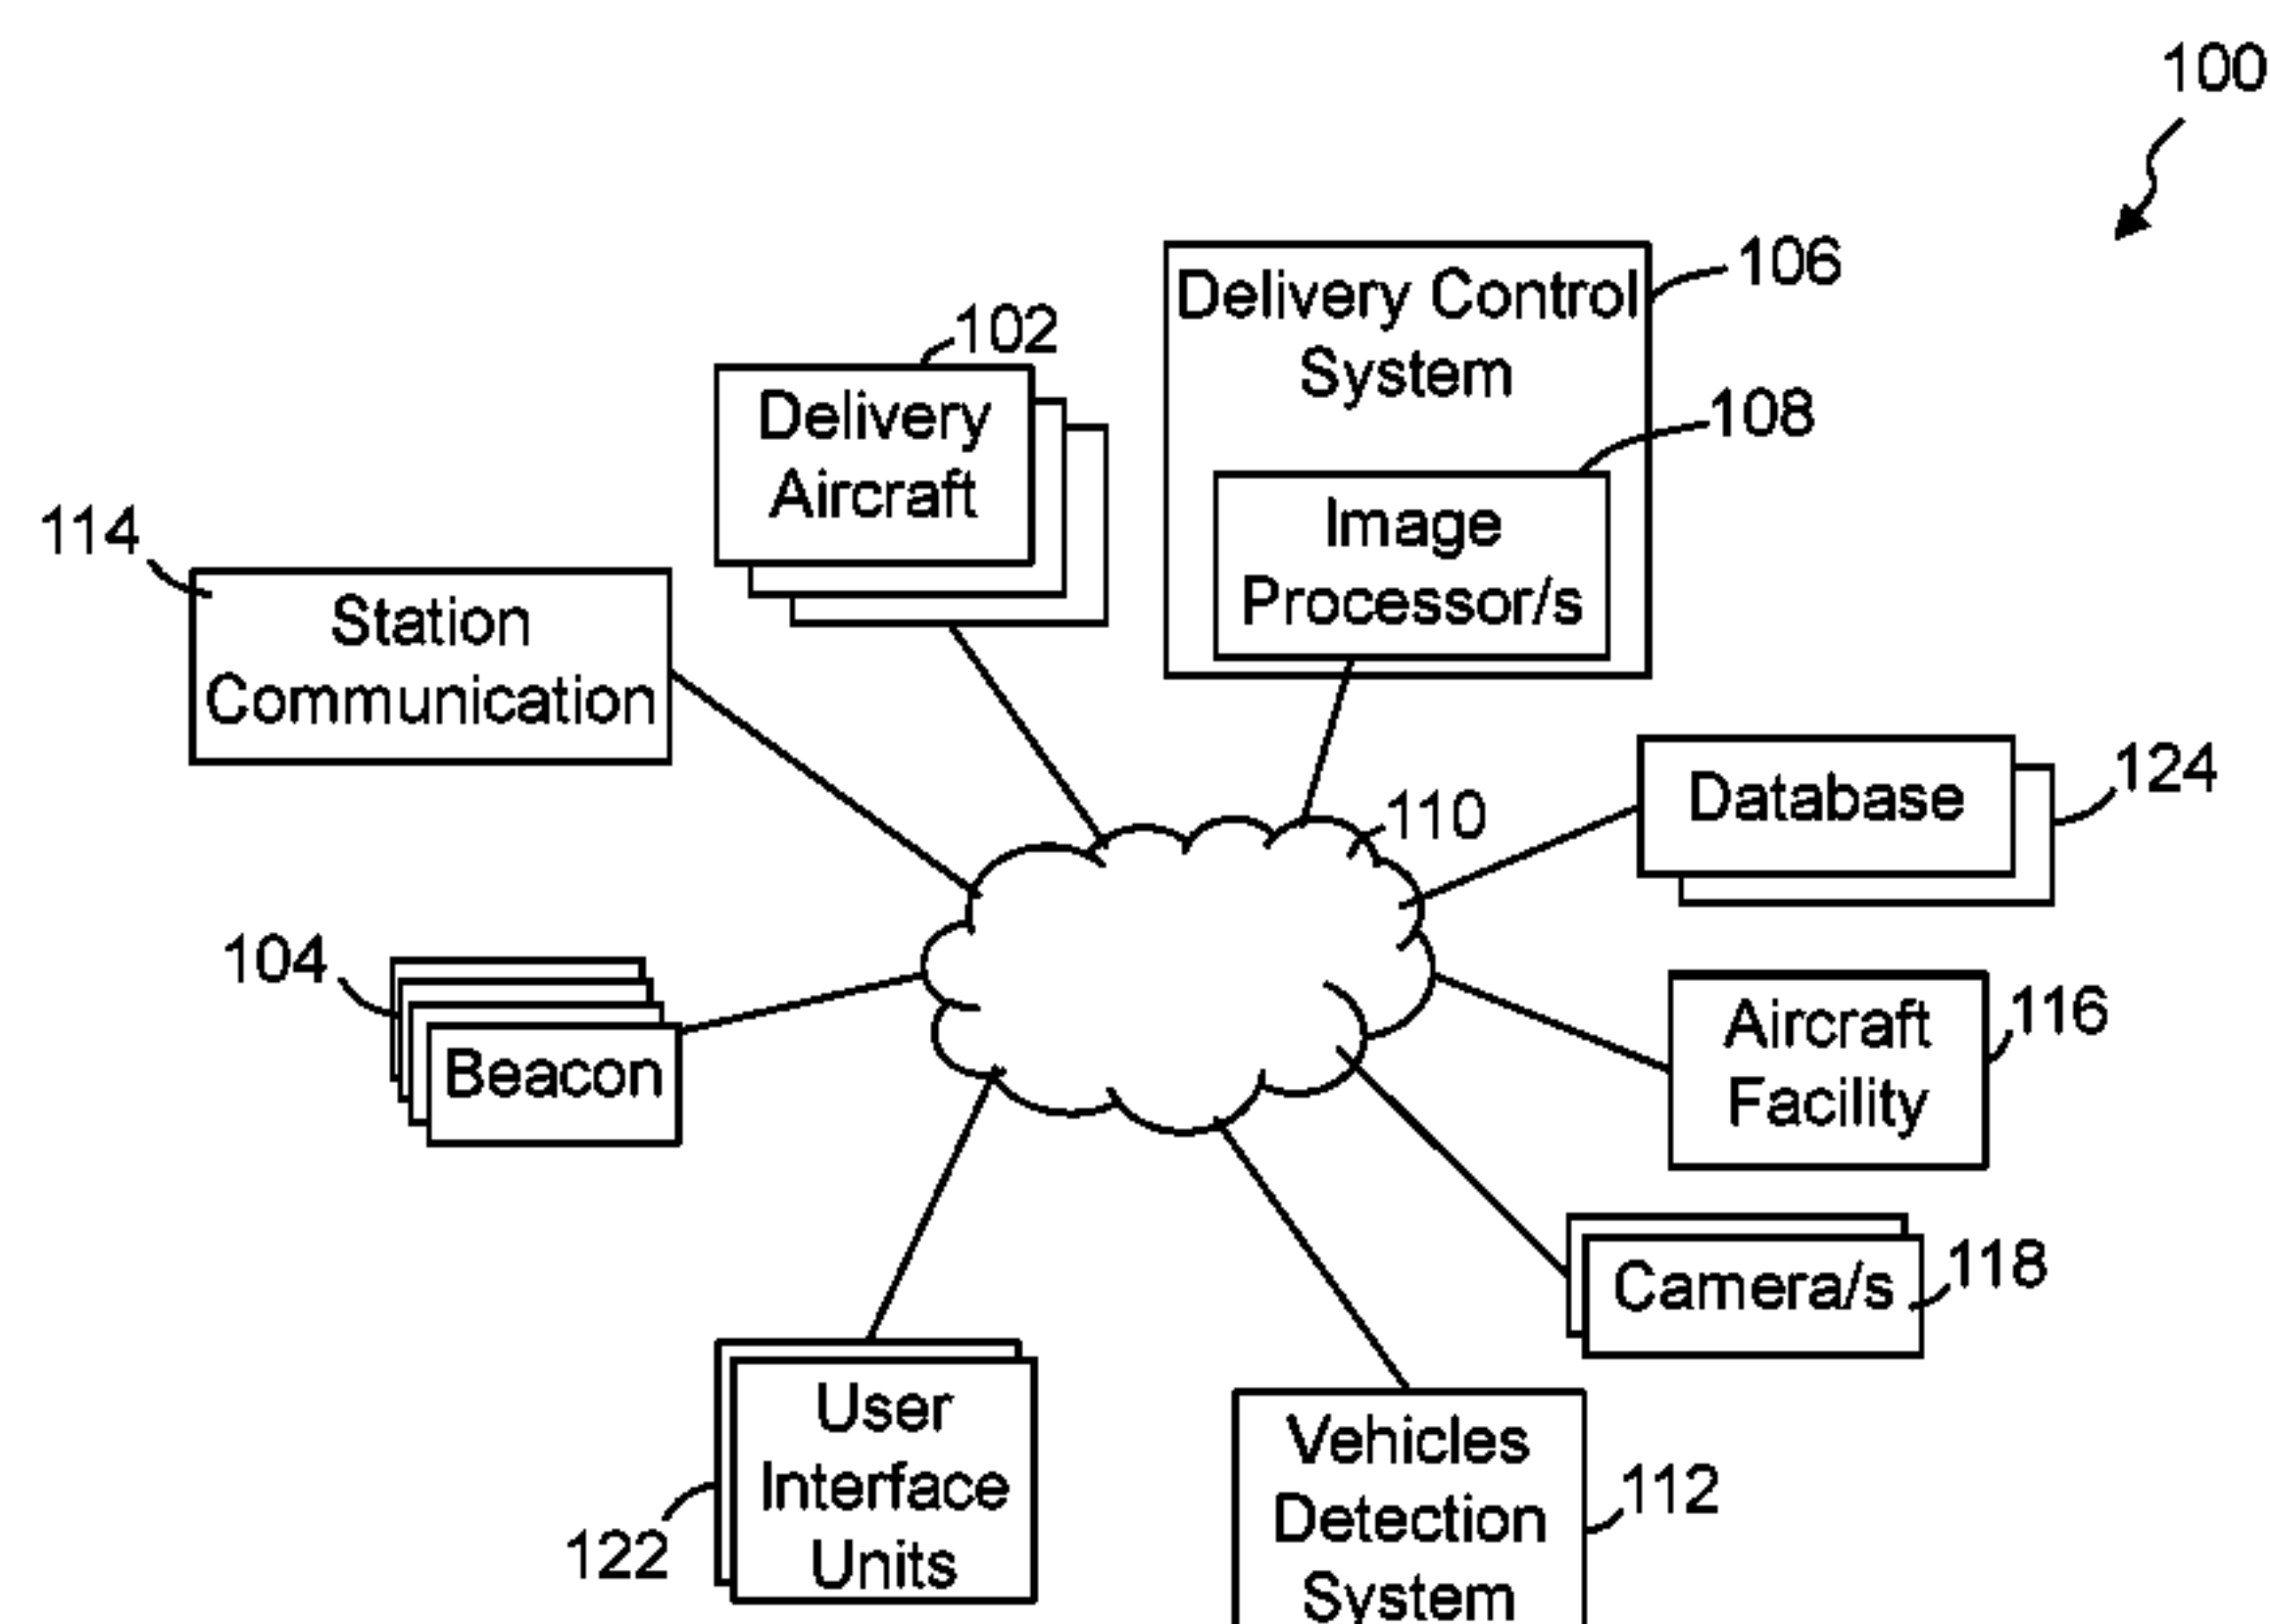 100
106
Delivery Control
System
102
Delivery
Aircraft
108
Image
Processor/s
114
Station
Communication
110
Database
124
104
Beacon
Aircraft
Facility
116
Camera/s
118
User
Interface
Units
122
Vehicles
Detection
System
112